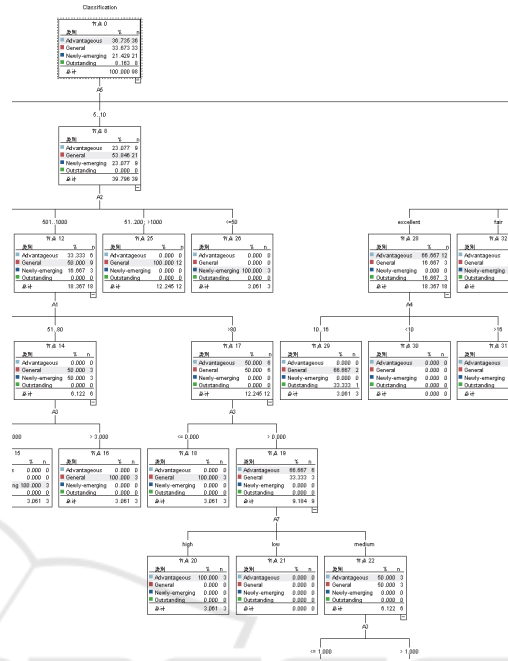 Classification
节点 0
类别 % n
Advantageous 36.735 36
General 33.673 33
Newly-emerging 21.429 21
Outstanding 8.163 8
总计 100.000 98
A5
5..10
节点 8
类别 % n
Advantageous 23.077 9
General 53.846 21
Newly-emerging 23.077 9
Outstanding 0.000 0
总计 39.796 39
A2
501..1000
51..200; >1000
<=50
excellent
fair
节点 12
类别 % n
Advantageous 33.333 6
General 50.000 9
Newly-emerging 16.667 3
Outstanding 0.000 0
总计 18.367 18
节点 25
类别 % n
Advantageous 0.000 0
General 100.000 12
Newly-emerging 0.000 0
Outstanding 0.000 0
总计 12.245 12
节点 26
类别 % n
Advantageous 0.000 0
General 0.000 0
Newly-emerging 100.000 3
Outstanding 0.000 0
总计 3.061 3
节点 28
类别 % n
Advantageous 66.667 12
General 16.667 3
Newly-emerging 0.000 0
Outstanding
总计 18.367 18
节点 32
类别
Advantageous
General
Newly-emerging
Outstanding
总计
A1
A4
51..80
>80
10..16
<10
>16
节点 14
类别 % n
Advantageous 0.000 0
General 50.000 3
Newly-emerging 50.000 3
Outstanding 0.000 0
总计 6.122 6
节点 17
类别 % n
Advantageous 50.000 6
General 50.000 6
Newly-emerging 0.000 0
Outstanding 0.000 0
总计 12.245 12
节点 29
类别 % n
Advantageous 0.000 0
General 66.667 2
Newly-emerging 0.000 0
Outstanding 33.333 1
总计 3.061 3
节点 30
类别 % n
Advantageous 0.000 0
General 0.000 0
Newly-emerging 0.000 0
Outstanding 0.000 0
总计 0.000 0
节点 31
类别
Advantageous
General
Newly-emerging
Outstanding
总计
A3
A3
.000
> 3.000
<= 0.000
> 0.000
15
% n
0.000 0
0.000 0
ng 100.000 3
0.000 0
3.061 3
节点 16
类别 % n
Advantageous 0.000 0
General 100.000 3
Newly-emerging 0.000 0
Outstanding 0.000 0
总计 3.061 3
节点 18
类别 % n
Advantageous 0.000 0
General 100.000 3
Newly-emerging 0.000 0
Outstanding 0.000 0
总计 3.061 3
节点 19
类别 % n
Advantageous 66.667 6
General 33.333 3
Newly-emerging 0.000 0
Outstanding 0.000 0
总计 9.184 9
A7
high
low
medium
节点 20
类别 % n
Advantageous 100.000 3
General 0.000 0
Newly-emerging 0.000 0
Outstanding 0.000 0
总计 3.061 3
节点 21
类别 % n
Advantageous 0.000 0
General 0.000 0
Newly-emerging 0.000 0
Outstanding 0.000 0
总计 0.000 0
节点 22
类别 % n
Advantageous 50.000 3
General 50.000 3
Newly-emerging 0.000 0
Outstanding 0.000 0
总计 6.122 6
A3
<= 1.000
> 1.000